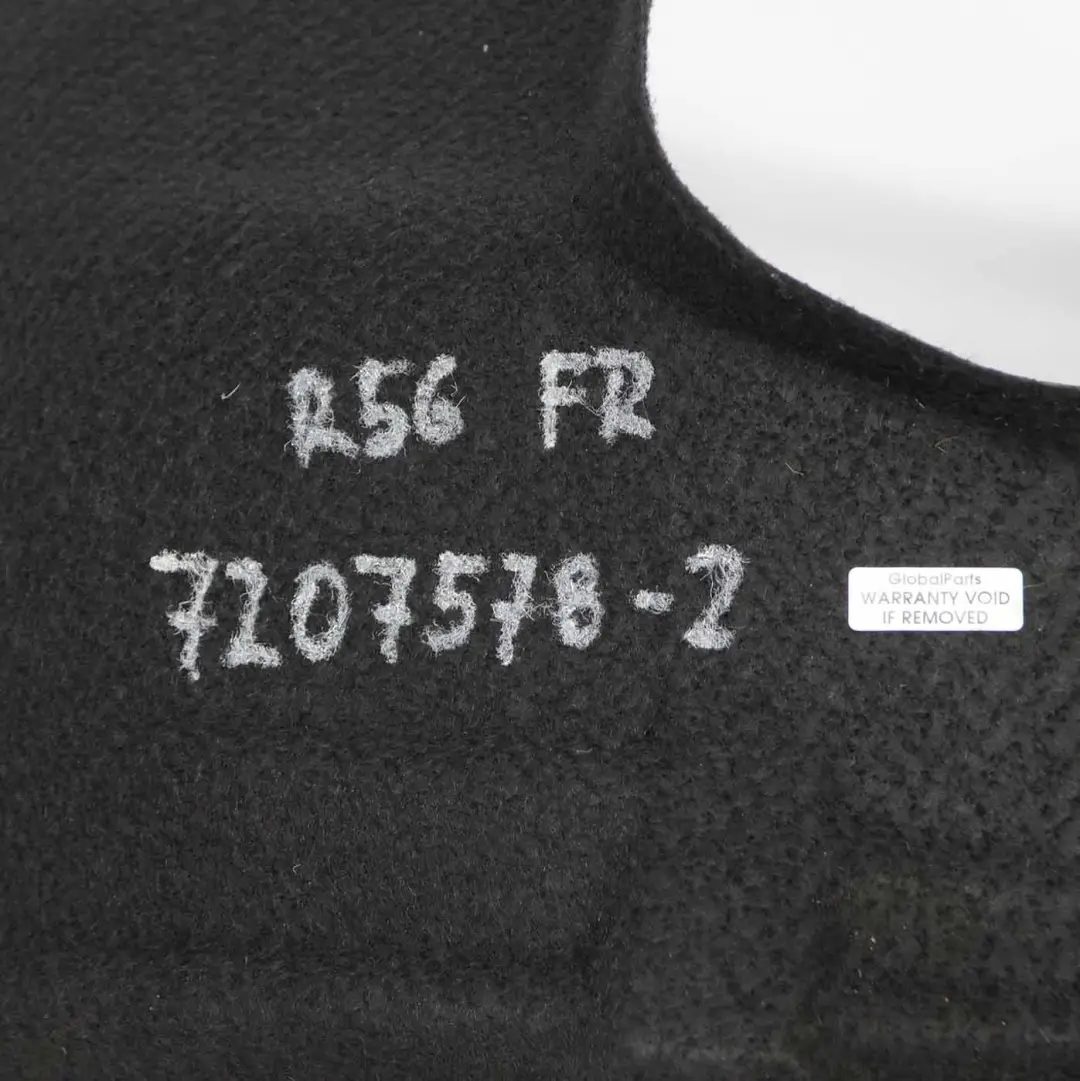 R56 FR
7207578-2
GlobalParts
WARRANTY VOID
IF REMOVED